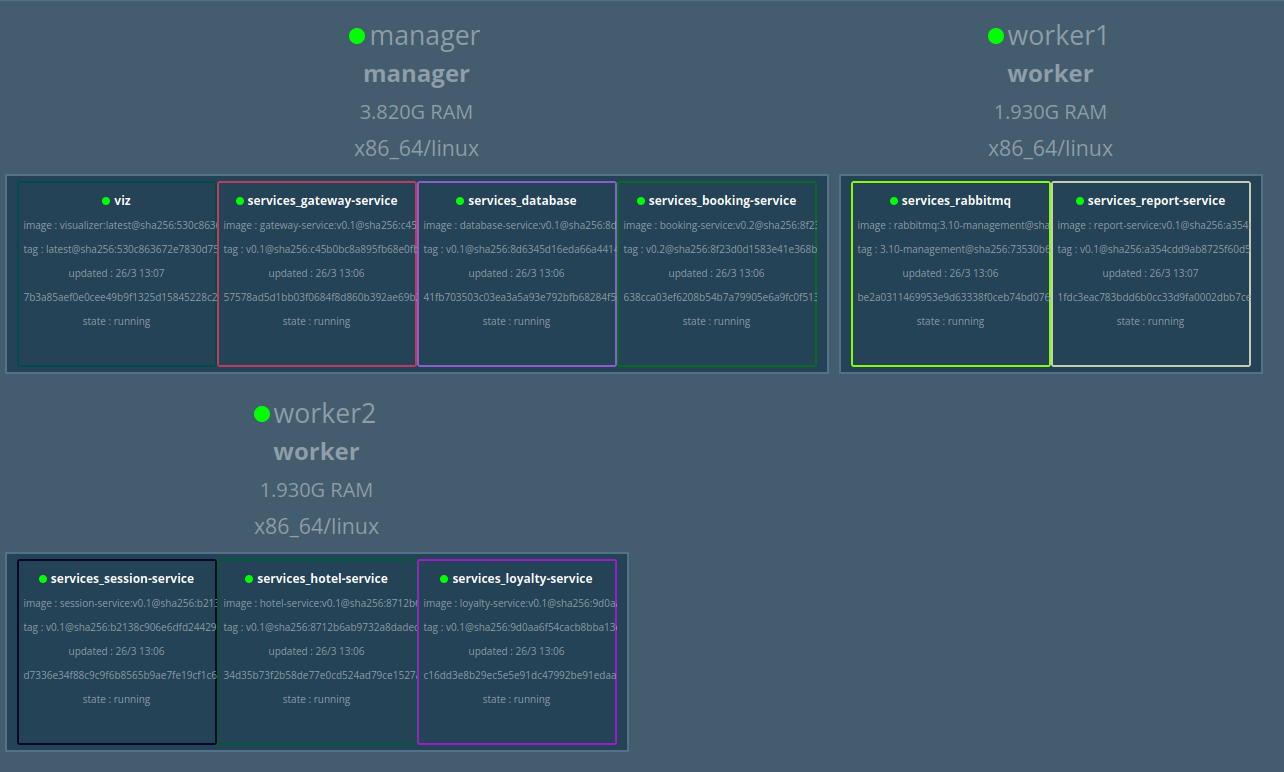 manager
manager
3.820G RAM
x86_64/linux
viz
image : visualizer:latest@sha256:530c863
tag : latest@sha256:530c863672e7830d75
updated : 26/3 13:07
7b3a85aef0e0cee49b9f1325d15845228c2
state : running
services_gateway-service
image : gateway-service:v0.1@sha256:c45
tag : v0.1@sha256:c45b0bc8a895fb68e0fb
updated : 26/3 13:06
57578ad5d1bb03f0684f8d860b392ae69b
state : running
services_database
image : database-service:v0.1@sha256:8d
tag : v0.1@sha256:8d6345d16eda66a4414
updated : 26/3 13:06
41fb703503c03ea3a5a93e792bfb68284f5
state : running
services_booking-service
image : booking-service:v0.2@sha256:8f23
tag : v0.2@sha256:8f23d0d1583e41e368b
updated : 26/3 13:06
638cca03ef6208b54b7a79905e6a9fc0f513
state : running
worker1
worker
1.930G RAM
x86_64/linux
services_rabbitmq
image : rabbitmq:3.10-management@sha
tag : 3.10-management@sha256:73530b6
updated : 26/3 13:06
be2a0311469953e9d63338f0ceb74bd076
state : running
services_report-service
image : report-service:v0.1@sha256:a354
tag : v0.1@sha256:a354cdd9ab8725f60d5
updated : 26/3 13:07
1fdc3eac783bdd6b0cc33d9fa0002dbb7ce
state : running
worker2
worker
1.930G RAM
x86_64/linux
services_session-service
image : session-service:v0.1@sha256:b213
tag : v0.1@sha256:b2138c906e6dfd24429
updated : 26/3 13:06
d7336e34f88c9c9f6b8565b9ae7fe19cf1c6
state : running
services_hotel-service
image : hotel-service:v0.1@sha256:8712b6
tag : v0.1@sha256:8712b6ab9732a8dadec
updated : 26/3 13:06
34d35b73f2b58de77e0cd524ad79ce1527
state : running
services_loyalty-service
image : loyalty-service:v0.1@sha256:9d0a
tag : v0.1@sha256:9d0aa6f54cacb8bba13
updated : 26/3 13:06
c16dd3e8b29ec5e5e91dc47992be91edaa
state : running